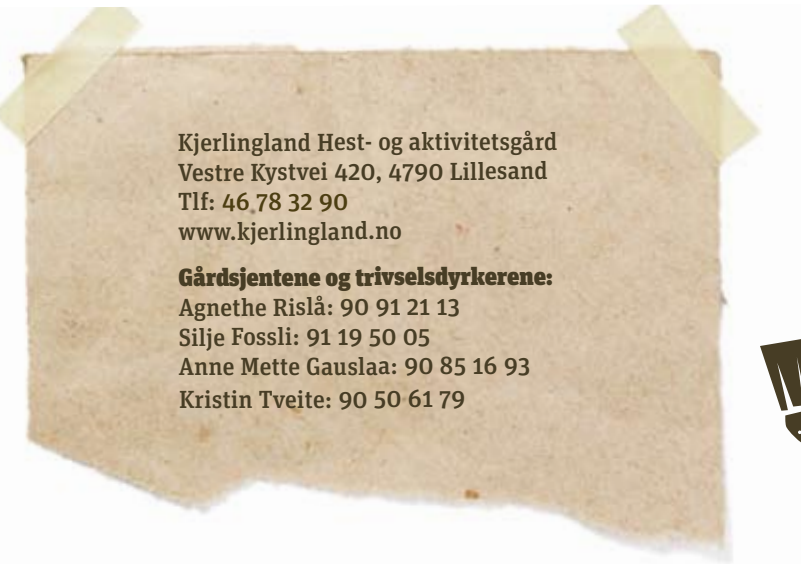 Kjerlingland Hest- og aktivitetsgård
Vestre Kystvei 420, 4790 Lillesand
Tlf: 46 78 32 90
www.kjerlingland.no
Gårdsjentene og trivselsdyrkerene:
Agnethe Rislå: 90 91 21 13
Silje Fossli: 91 19 50 05
Anne Mette Gauslaa: 90 85 16 93
Kristin Tveite: 90 50 61 79